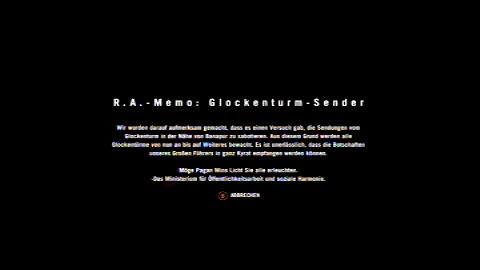 R.A.-Memo: Glockenturm-Sender
Wir wurden darauf aufmerksam gemacht, dass es einen Versuch gab, die Sendungen vom
Glockenturm in der Nähe von Banapur zu sabotieren. Aus diesem Grund werden alle
Glockentürme von nun an bis auf Weiteres bewacht. Es ist unerlässlich, dass die Botschaften
unseres Großen Führers in ganz Kyrat empfangen werden können.
Möge Pagan Mins Licht Sie alle erleuchten.
-Das Ministerium für Öffentlichkeitsarbeit und soziale Harmonie.
ABBRECHEN